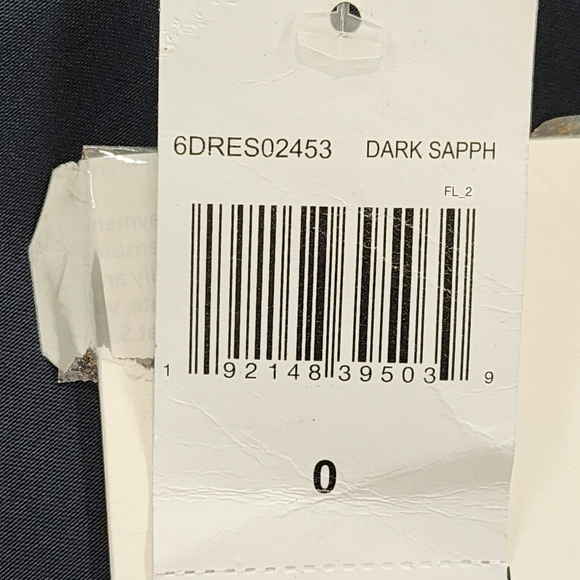 6DRES02453 DARK SAPPH
FL_2
1 92148 39503 9
0